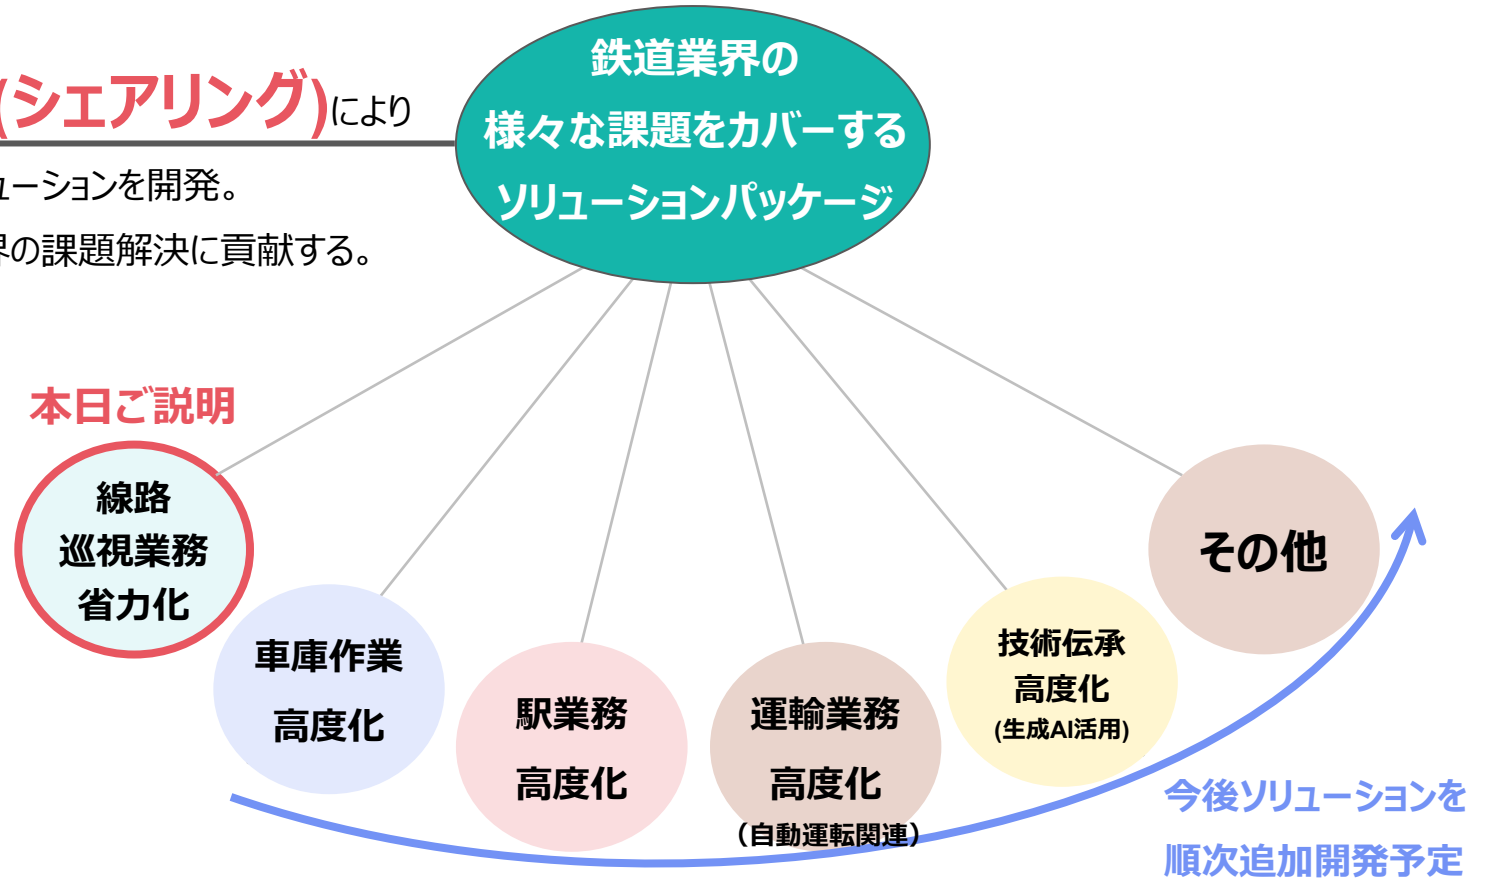 鉄道業界の
様々な課題をカバーする
ソリューションパッケージ
(シェアリング)により
ューションを開発。
の課題解決に貢献する。
本日ご説明
線路
巡視業務
省力化
車庫作業
高度化
駅業務
高度化
運輸業務
高度化
（自動運転関連）
技術伝承
高度化
(生成AI活用)
その他
今後ソリューションを
順次追加開発予定